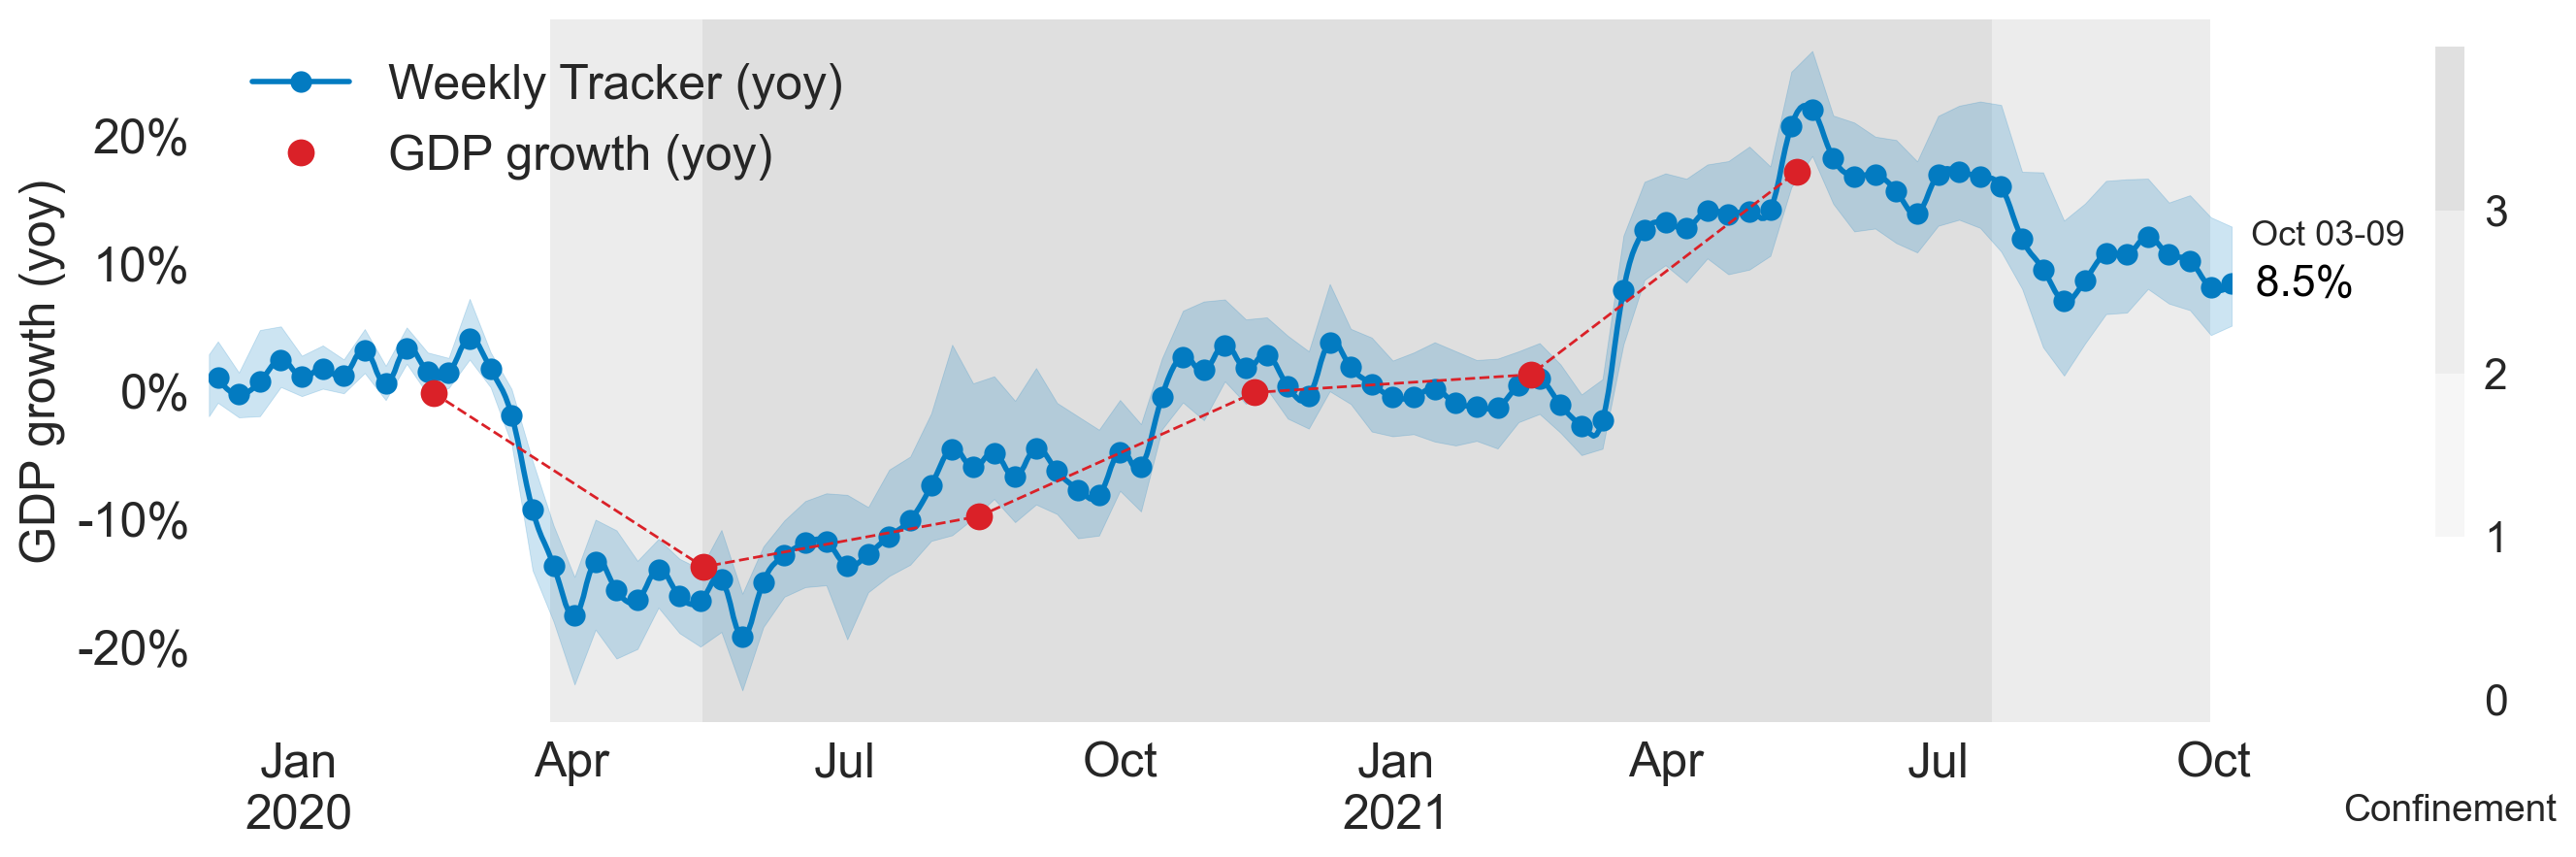 Weekly Tracker (yoy)
GDP growth (yoy)
GDP growth (yoy)
20%
10%
0%
-10%
-20%
Oct 03-09
8.5%
3
2
1
0
Jan Apr Jul Oct Jan Apr Jul Oct
2020 2021
Confinement